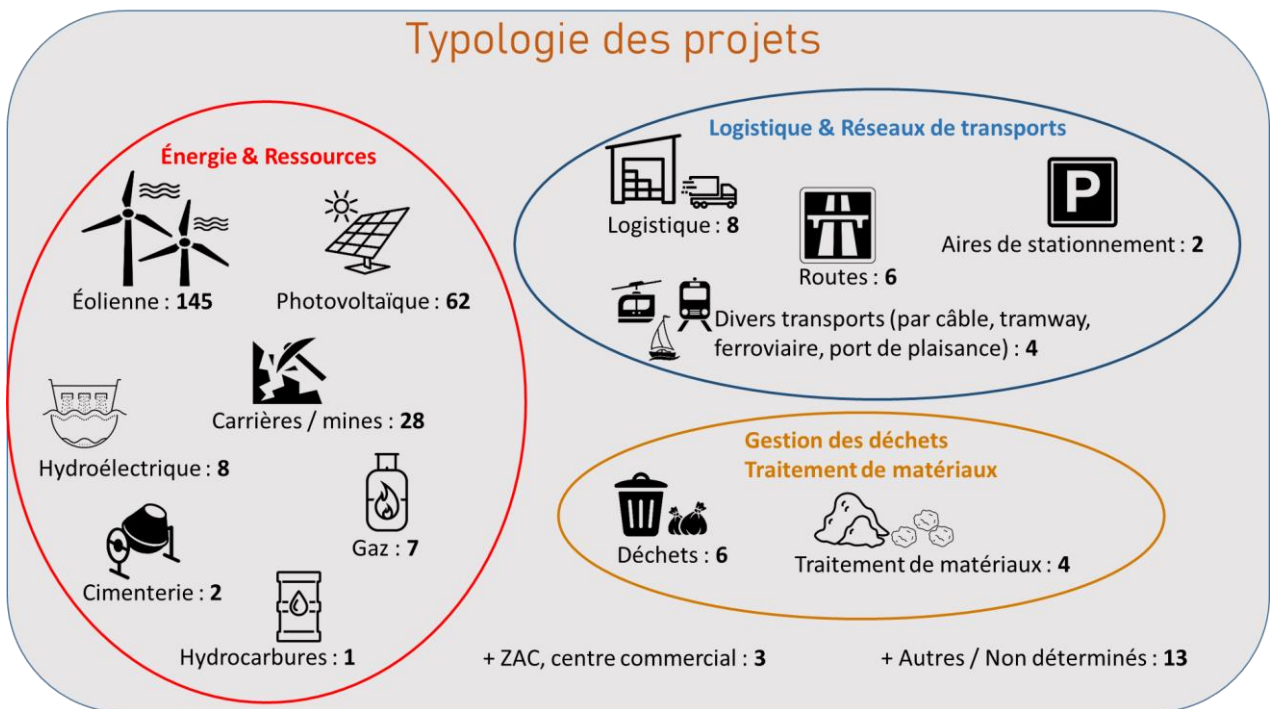 Typologie des projets
Énergie & Ressources
Éolienne : 145
Photovoltaïque : 62
Carrières / mines : 28
Hydroélectrique : 8
Gaz : 7
Cimenterie : 2
Hydrocarbures : 1
Logistique & Réseaux de transports
Logistique : 8
P
Routes : 6
Aires de stationnement : 2
Divers transports (par câble, tramway,
ferroviaire, port de plaisance) : 4
Gestion des déchets
Traitement de matériaux
Déchets : 6
Traitement de matériaux : 4
+ ZAC, centre commercial : 3
+ Autres / Non déterminés : 13